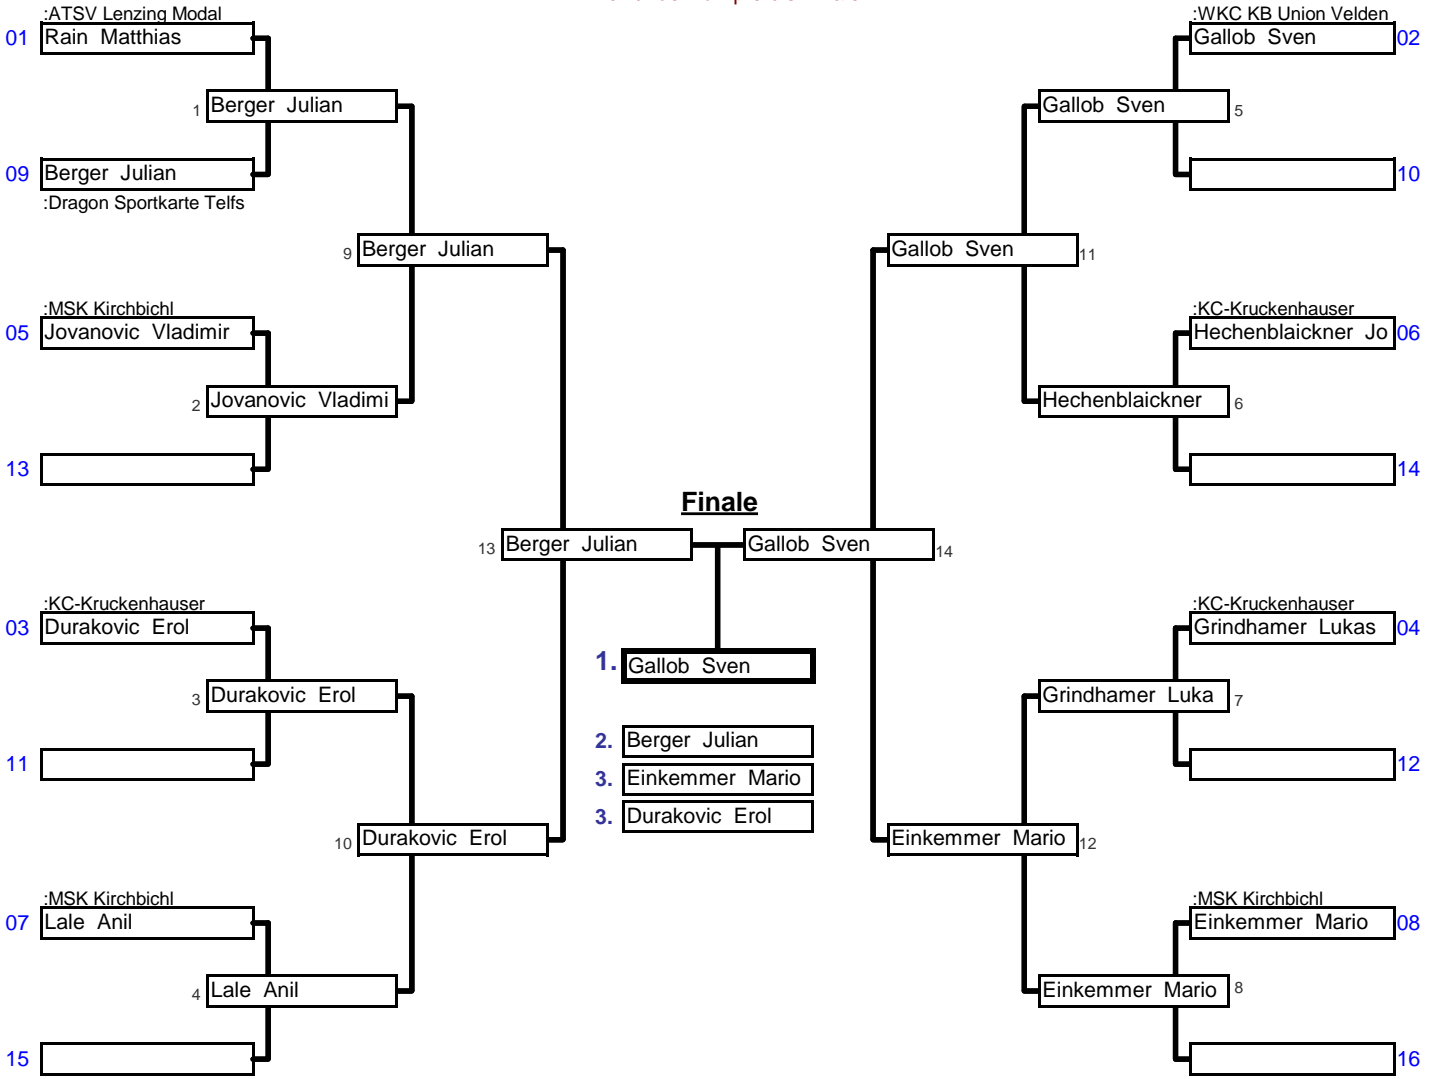 :ATSV Lenzing Modal
01 Rain Matthias
1 Berger Julian
09 Berger Julian
:Dragon Sportkarte Telfs
9 Berger Julian
:MSK Kirchbichl
05 Jovanovic Vladimir
2 Jovanovic Vladimi
13
13 Berger Julian
:KC-Kruckenhauser
03 Durakovic Erol
3 Durakovic Erol
11
10 Durakovic Erol
:MSK Kirchbichl
07 Lale Anil
4 Lale Anil
15
Finale
1. Gallob Sven
2. Berger Julian
3. Einkemmer Mario
3. Durakovic Erol
:WKC KB Union Velden
Gallob Sven 02
Gallob Sven 5
10
Gallob Sven 11
:KC-Kruckenhauser
Hechenblaickner Jo 06
Hechenblaickner 6
14
Gallob Sven 14
:KC-Kruckenhauser
Grindhamer Lukas 04
Grindhamer Luka 7
12
Einkemmer Mario 12
:MSK Kirchbichl
Einkemmer Mario 08
Einkemmer Mario 8
16